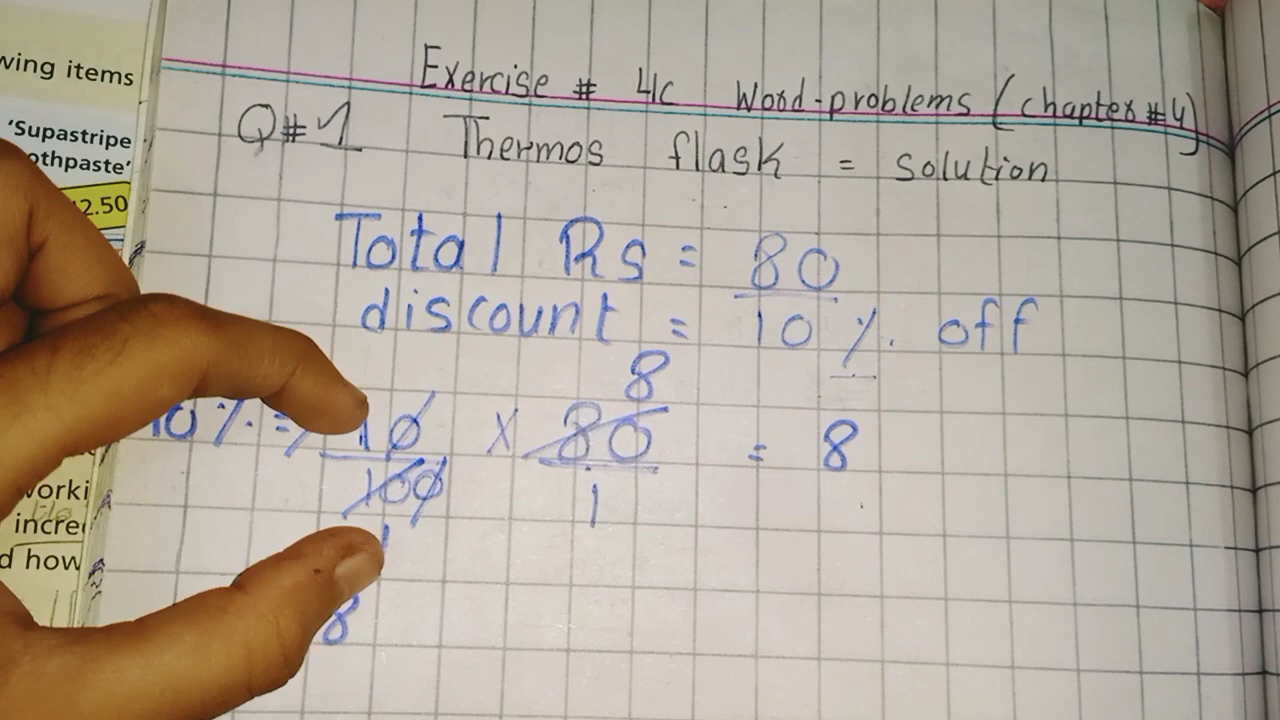 wing items
'Supastripe
othpaste'
2.50
Exercise # 4c Word-problems (chapter #4)
Q#1 Thermos flask = solution
Total Rs = 80
discount = 10 %. off
8
10 %. => 10 X 80 = 8
100 1
1
8
worki
incre
d how